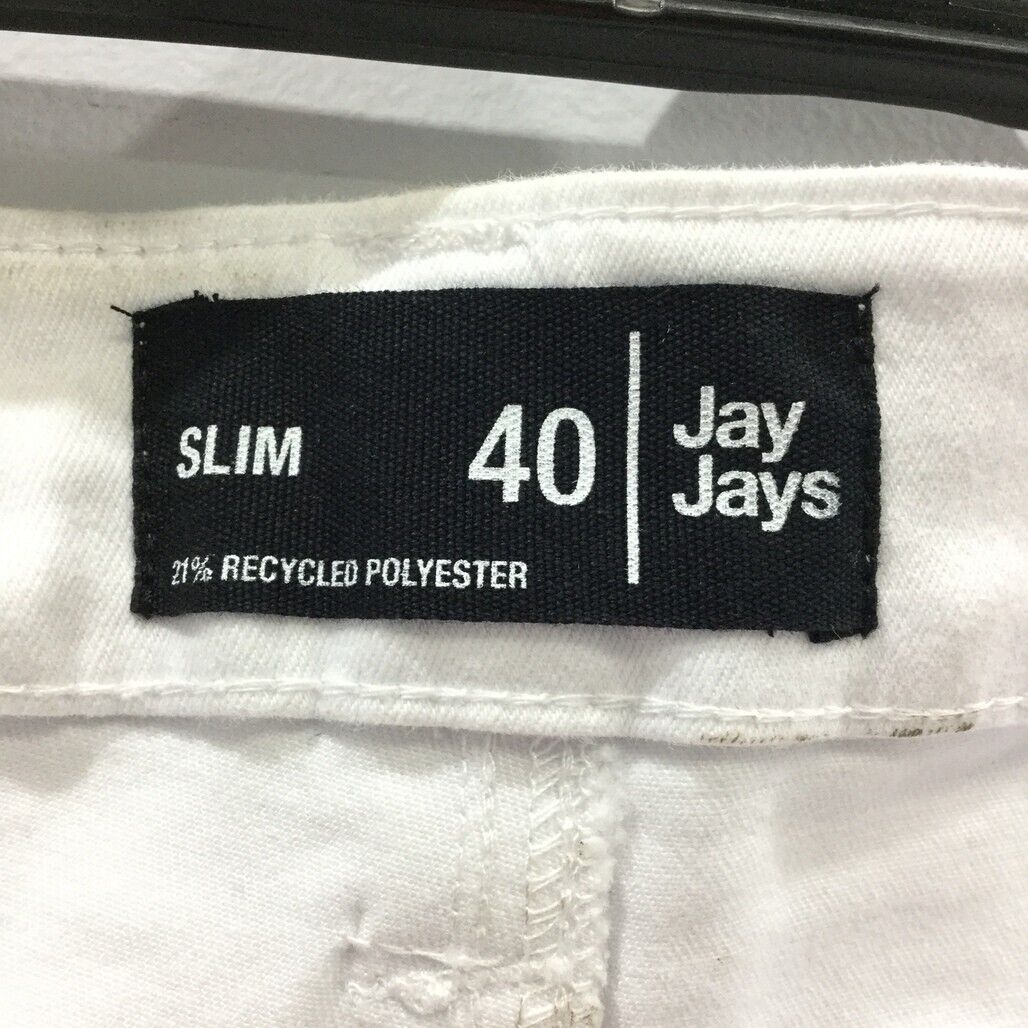 SLIM
40
Jay
Jays
21% RECYCLED POLYESTER